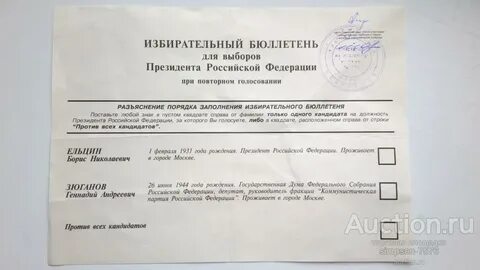 ИЗБИРАТЕЛЬНЫЙ БЮЛЛЕТЕНЬ
для выборов
Президента Российской Федерации
при повторном голосовании
РАЗЪЯСНЕНИЕ ПОРЯДКА ЗАПОЛНЕНИЯ ИЗБИРАТЕЛЬНОГО БЮЛЛЕТЕНЯ
Поставьте любой знак в пустом квадрате справа от фамилии только одного кандидата на должность
Президента Российской Федерации, за которого Вы голосуете, либо в квадрате, расположенном справа от строки
"Против всех кандидатов".
ЕЛЬЦИН
Борис Николаевич
1 февраля 1931 года рождения. Президент Российской Федерации. Проживает
в городе Москве.
ЗЮГАНОВ
Геннадий Андреевич
26 июня 1944 года рождения. Государственная Дума Федерального Собрания
Российской Федерации, депутат, руководитель фракции "Коммунистическая
партия Российской Федерации". Проживает в городе Москве.
Против всех кандидатов
Auction.ru
simpson-7876